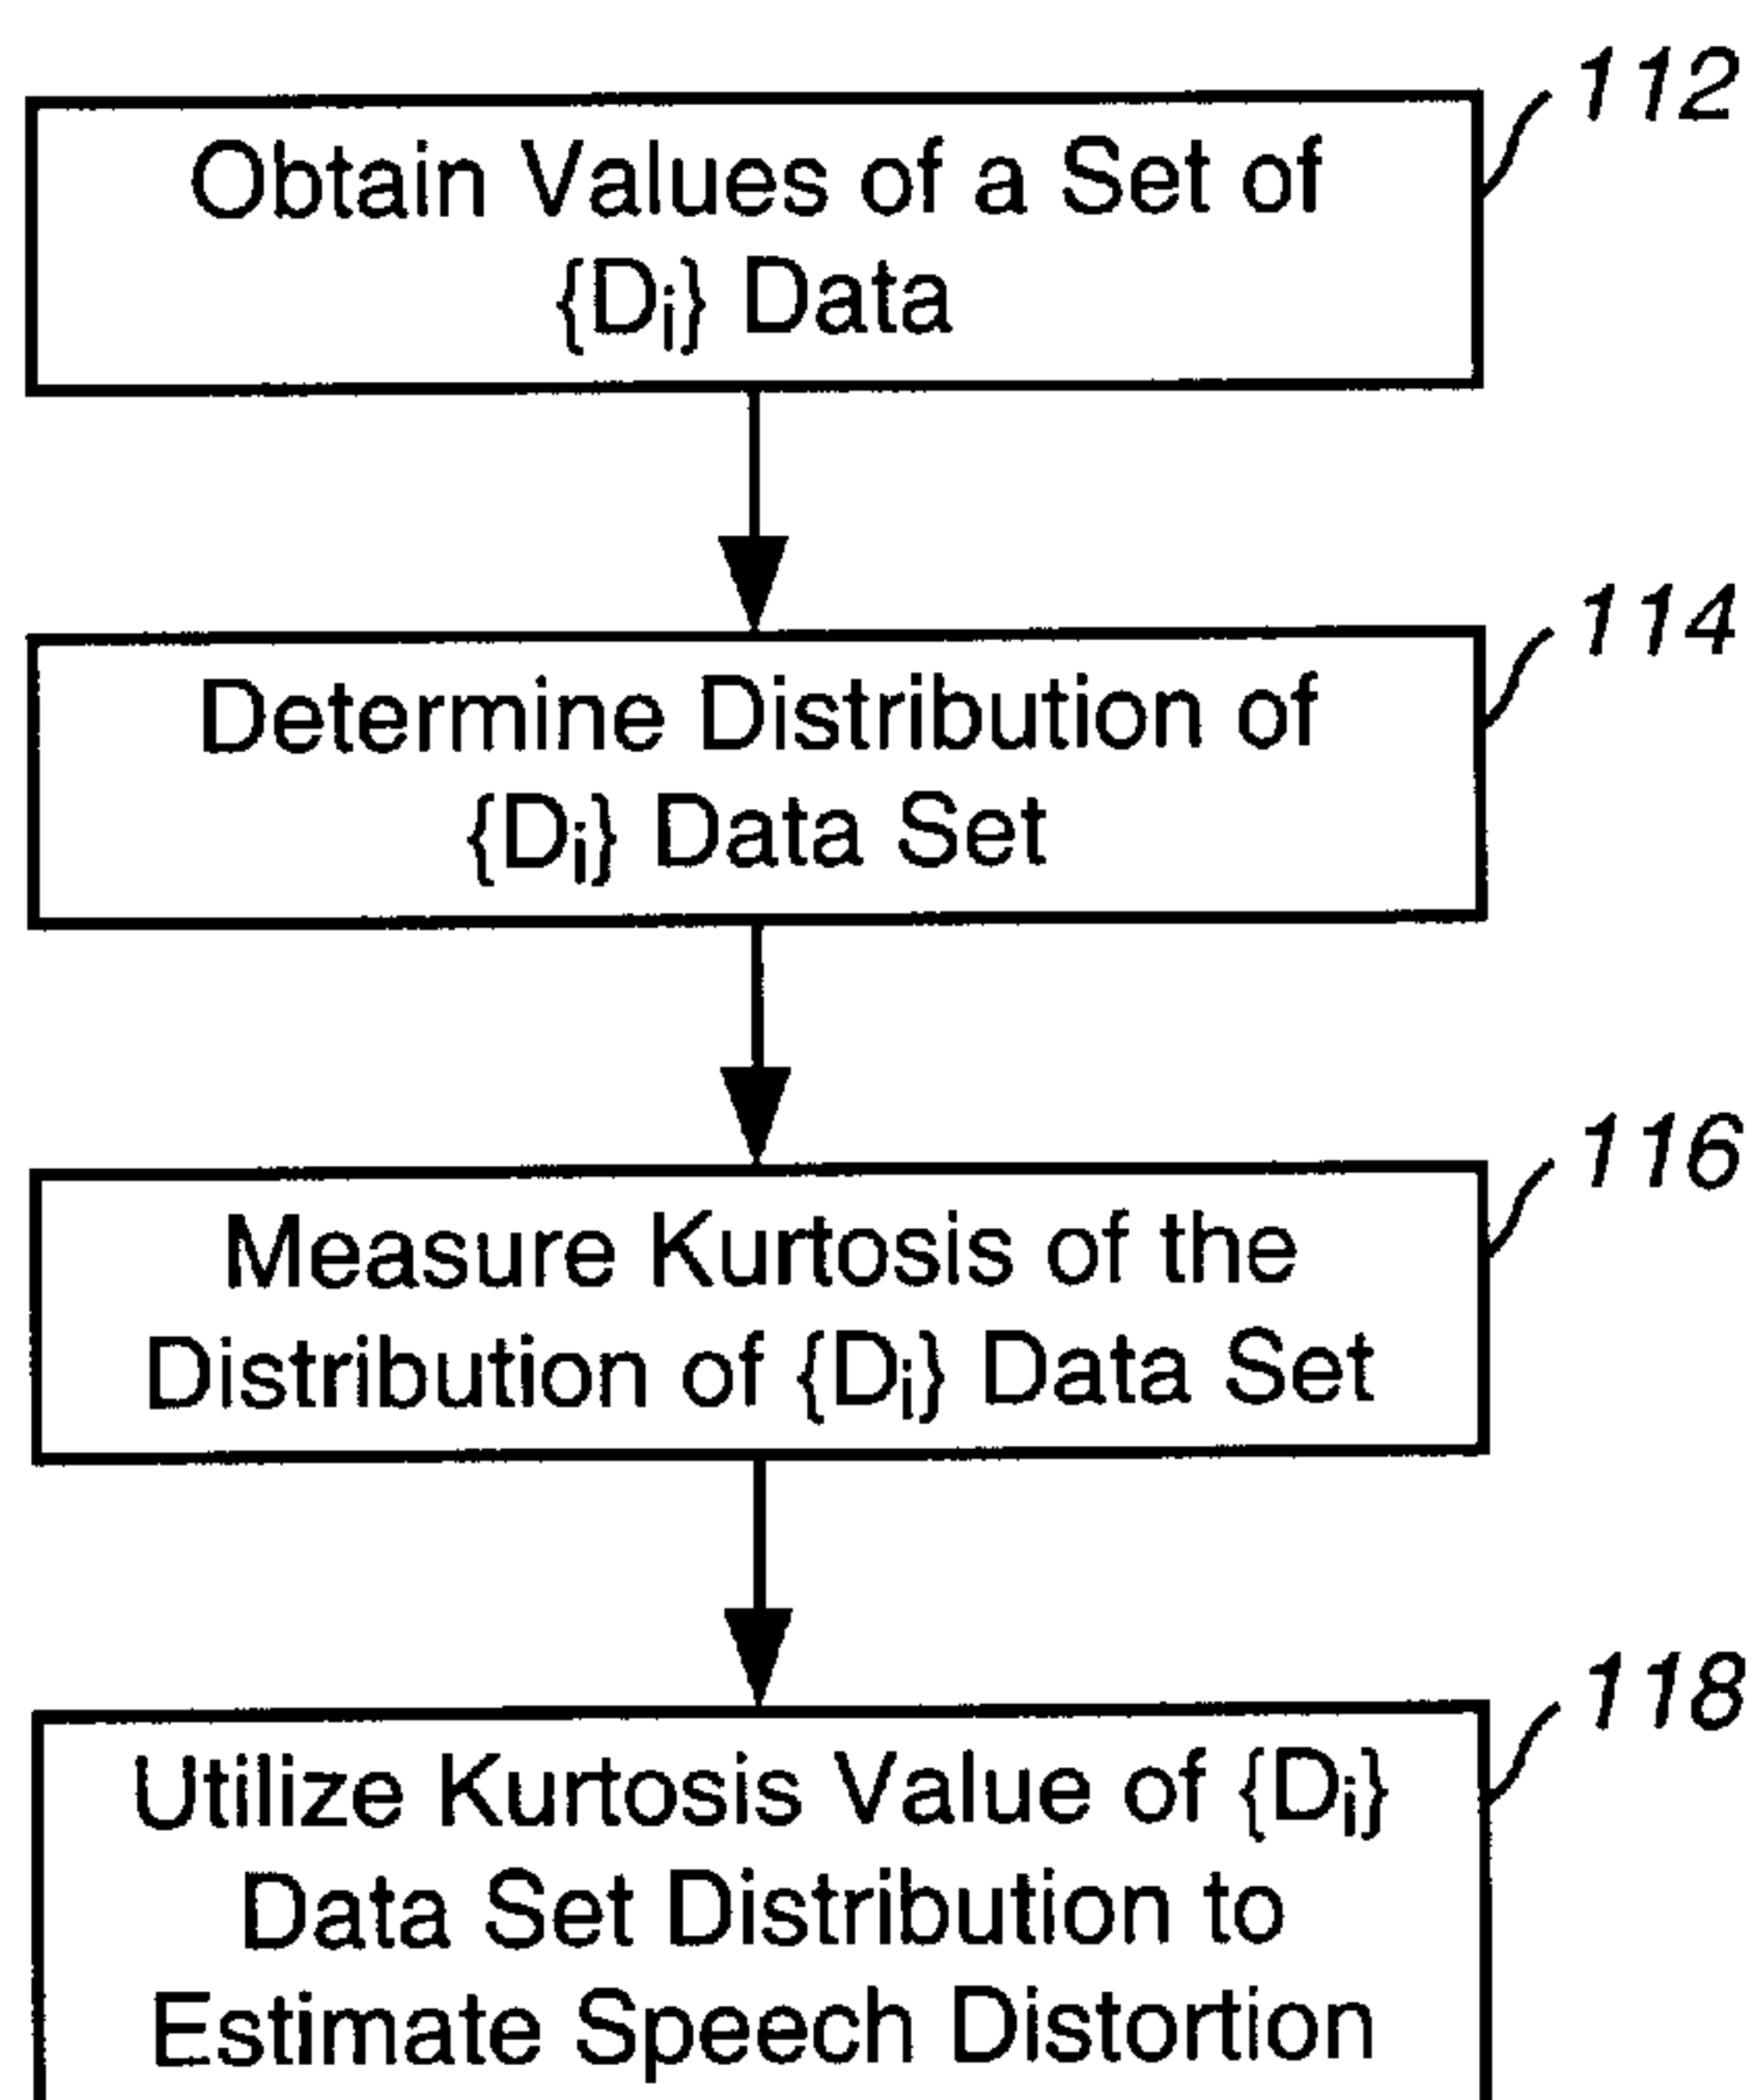 112
Obtain Values of a Set of
{Di} Data
114
Determine Distribution of
{Di} Data Set
116
Measure Kurtosis of the
Distribution of {Di} Data Set
118
Utilize Kurtosis Value of {Di}
Data Set Distribution to
Estimate Speech Distortion